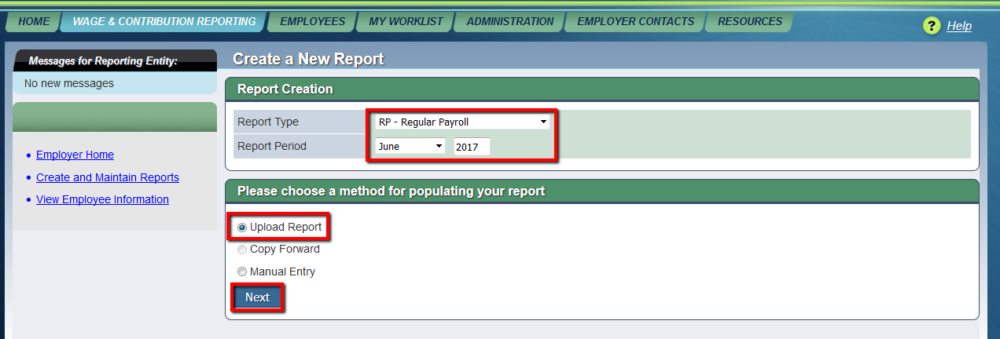 HOME WAGE & CONTRIBUTION REPORTING EMPLOYEES MY WORKLIST ADMINISTRATION EMPLOYER CONTACTS RESOURCES
? Help
Messages for Reporting Entity:
No new messages
Employer Home
Create and Maintain Reports
View Employee Information
Create a New Report
Report Creation
Report Type RP - Regular Payroll
Report Period June 2017
Please choose a method for populating your report
Upload Report
Copy Forward
Manual Entry
Next